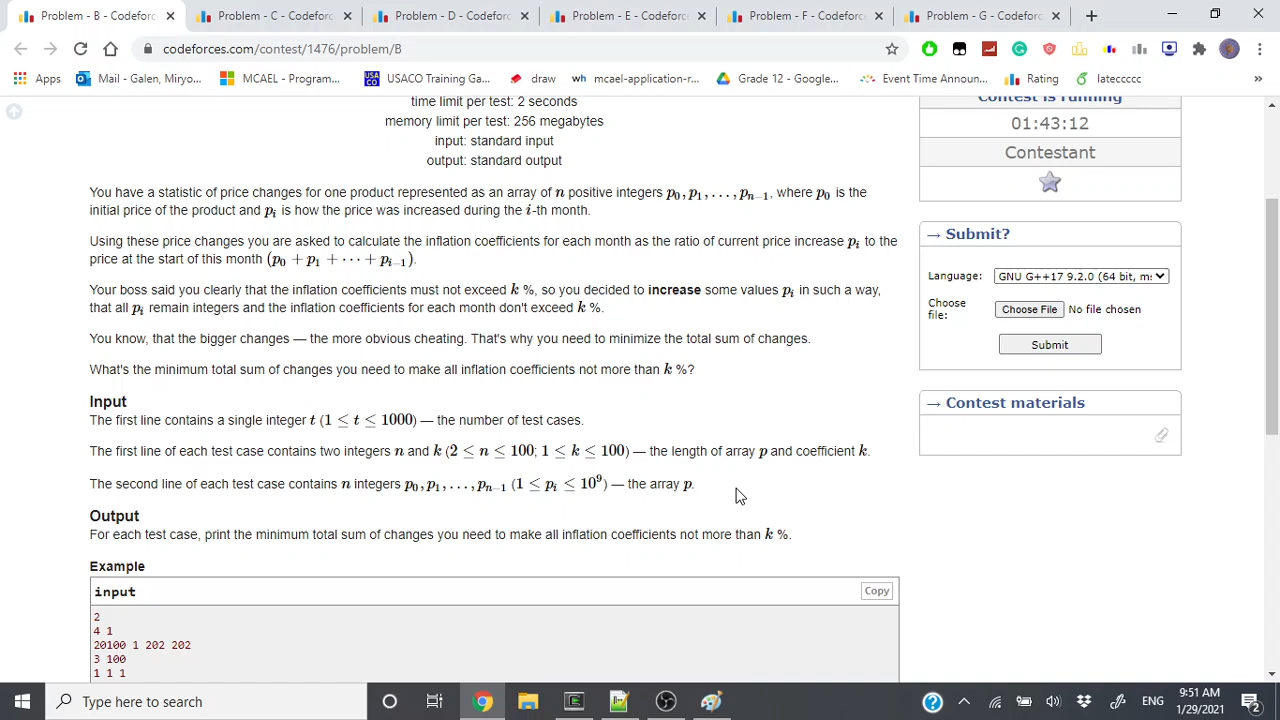 Problem - B - Codeforces
Problem - C - Codeforc
Problem - D - Codeforc
Problem - E - Codeforc
Problem - F - Codeforc
Problem - G - Codeforc
codeforces.com/contest/1476/problem/B
Apps
Mail - Galen, Miryo...
MCAEL - Program...
USACO Training Ga...
draw
mcael-application-r...
Grade 12 - Google...
Event Time Announ...
Rating
lateccccc
time limit per test: 2 seconds
memory limit per test: 256 megabytes
input: standard input
output: standard output
You have a statistic of price changes for one product represented as an array of n positive integers p₀, p₁, …, pₙ₋₁, where p₀ is the
initial price of the product and pᵢ is how the price was increased during the i-th month.
Using these price changes you are asked to calculate the inflation coefficients for each month as the ratio of current price increase pᵢ to the
price at the start of this month (p₀ + p₁ + ⋯ + pᵢ₋₁).
Your boss said you clearly that the inflation coefficients must not exceed k %, so you decided to increase some values pᵢ in such a way,
that all pᵢ remain integers and the inflation coefficients for each month don't exceed k %.
You know, that the bigger changes — the more obvious cheating. That's why you need to minimize the total sum of changes.
What's the minimum total sum of changes you need to make all inflation coefficients not more than k %?
Input
The first line contains a single integer t (1 ≤ t ≤ 1000) — the number of test cases.
The first line of each test case contains two integers n and k (2 ≤ n ≤ 100; 1 ≤ k ≤ 100) — the length of array p and coefficient k.
The second line of each test case contains n integers p₀, p₁, …, pₙ₋₁ (1 ≤ pᵢ ≤ 10⁹) — the array p.
Output
For each test case, print the minimum total sum of changes you need to make all inflation coefficients not more than k %.
Example
input
Copy
2
4 1
20100 1 202 202
3 100
1 1 1
Contest is running
01:43:12
Contestant
→ Submit?
Language:
GNU G++17 9.2.0 (64 bit, m
Choose
file:
Choose File
No file chosen
Submit
→ Contest materials
Type here to search
ENG
9:51 AM
1/29/2021
2